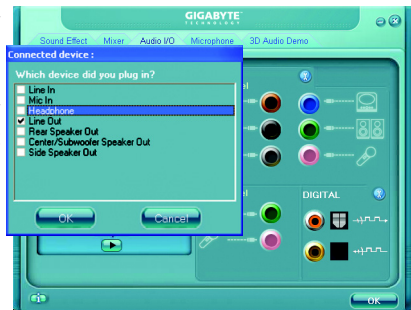 GIGABYTE
TECHNOLOGY
Sound Effect Mixer Audio I/O Microphone 3D Audio Demo
Connected device :
Which device did you plug in?
Line In
Mic In
Headphone
Line Out
Rear Speaker Out
Center/Subwoofer Speaker Out
Side Speaker Out
OK Cancel
DIGITAL
OK